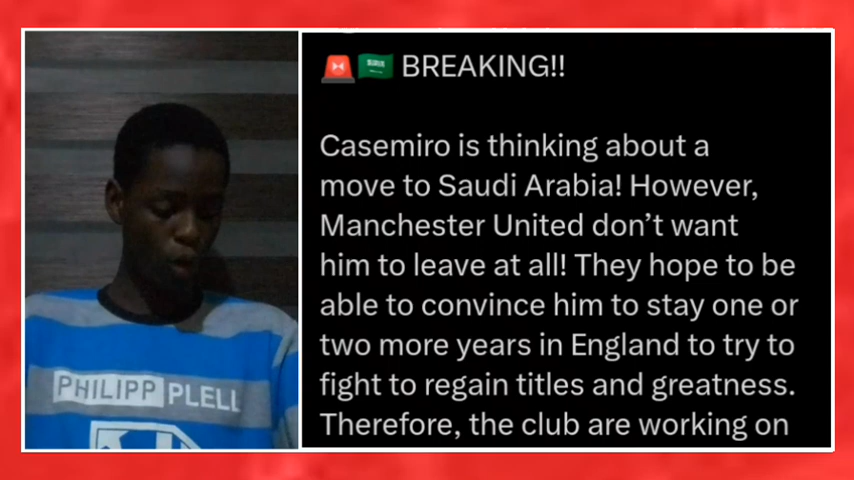 BREAKING!!
Casemiro is thinking about a
move to Saudi Arabia! However,
Manchester United don’t want
him to leave at all! They hope to be
able to convince him to stay one or
two more years in England to try to
fight to regain titles and greatness.
Therefore, the club are working on
PHILIPP PLELL